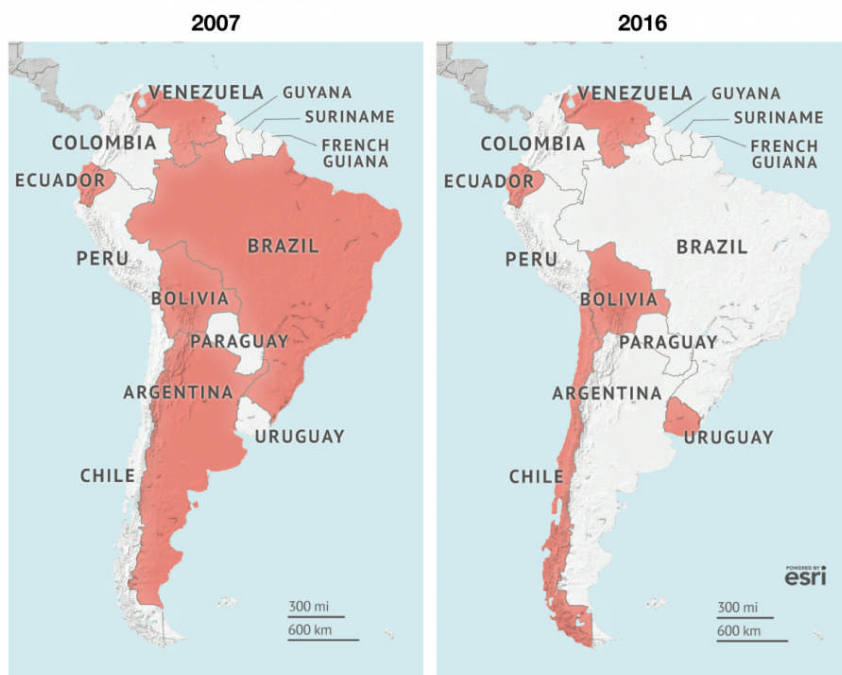 2007
VENEZUELA
GUYANA
SURINAME
COLOMBIA
FRENCH
GUIANA
ECUADOR
BRAZIL
PERU
BOLIVIA
PARAGUAY
ARGENTINA
URUGUAY
CHILE
300 mi
600 km
2016
VENEZUELA
GUYANA
SURINAME
COLOMBIA
FRENCH
GUIANA
ECUADOR
BRAZIL
PERU
BOLIVIA
PARAGUAY
ARGENTINA
URUGUAY
CHILE
POWERED BY
esri
300 mi
600 km